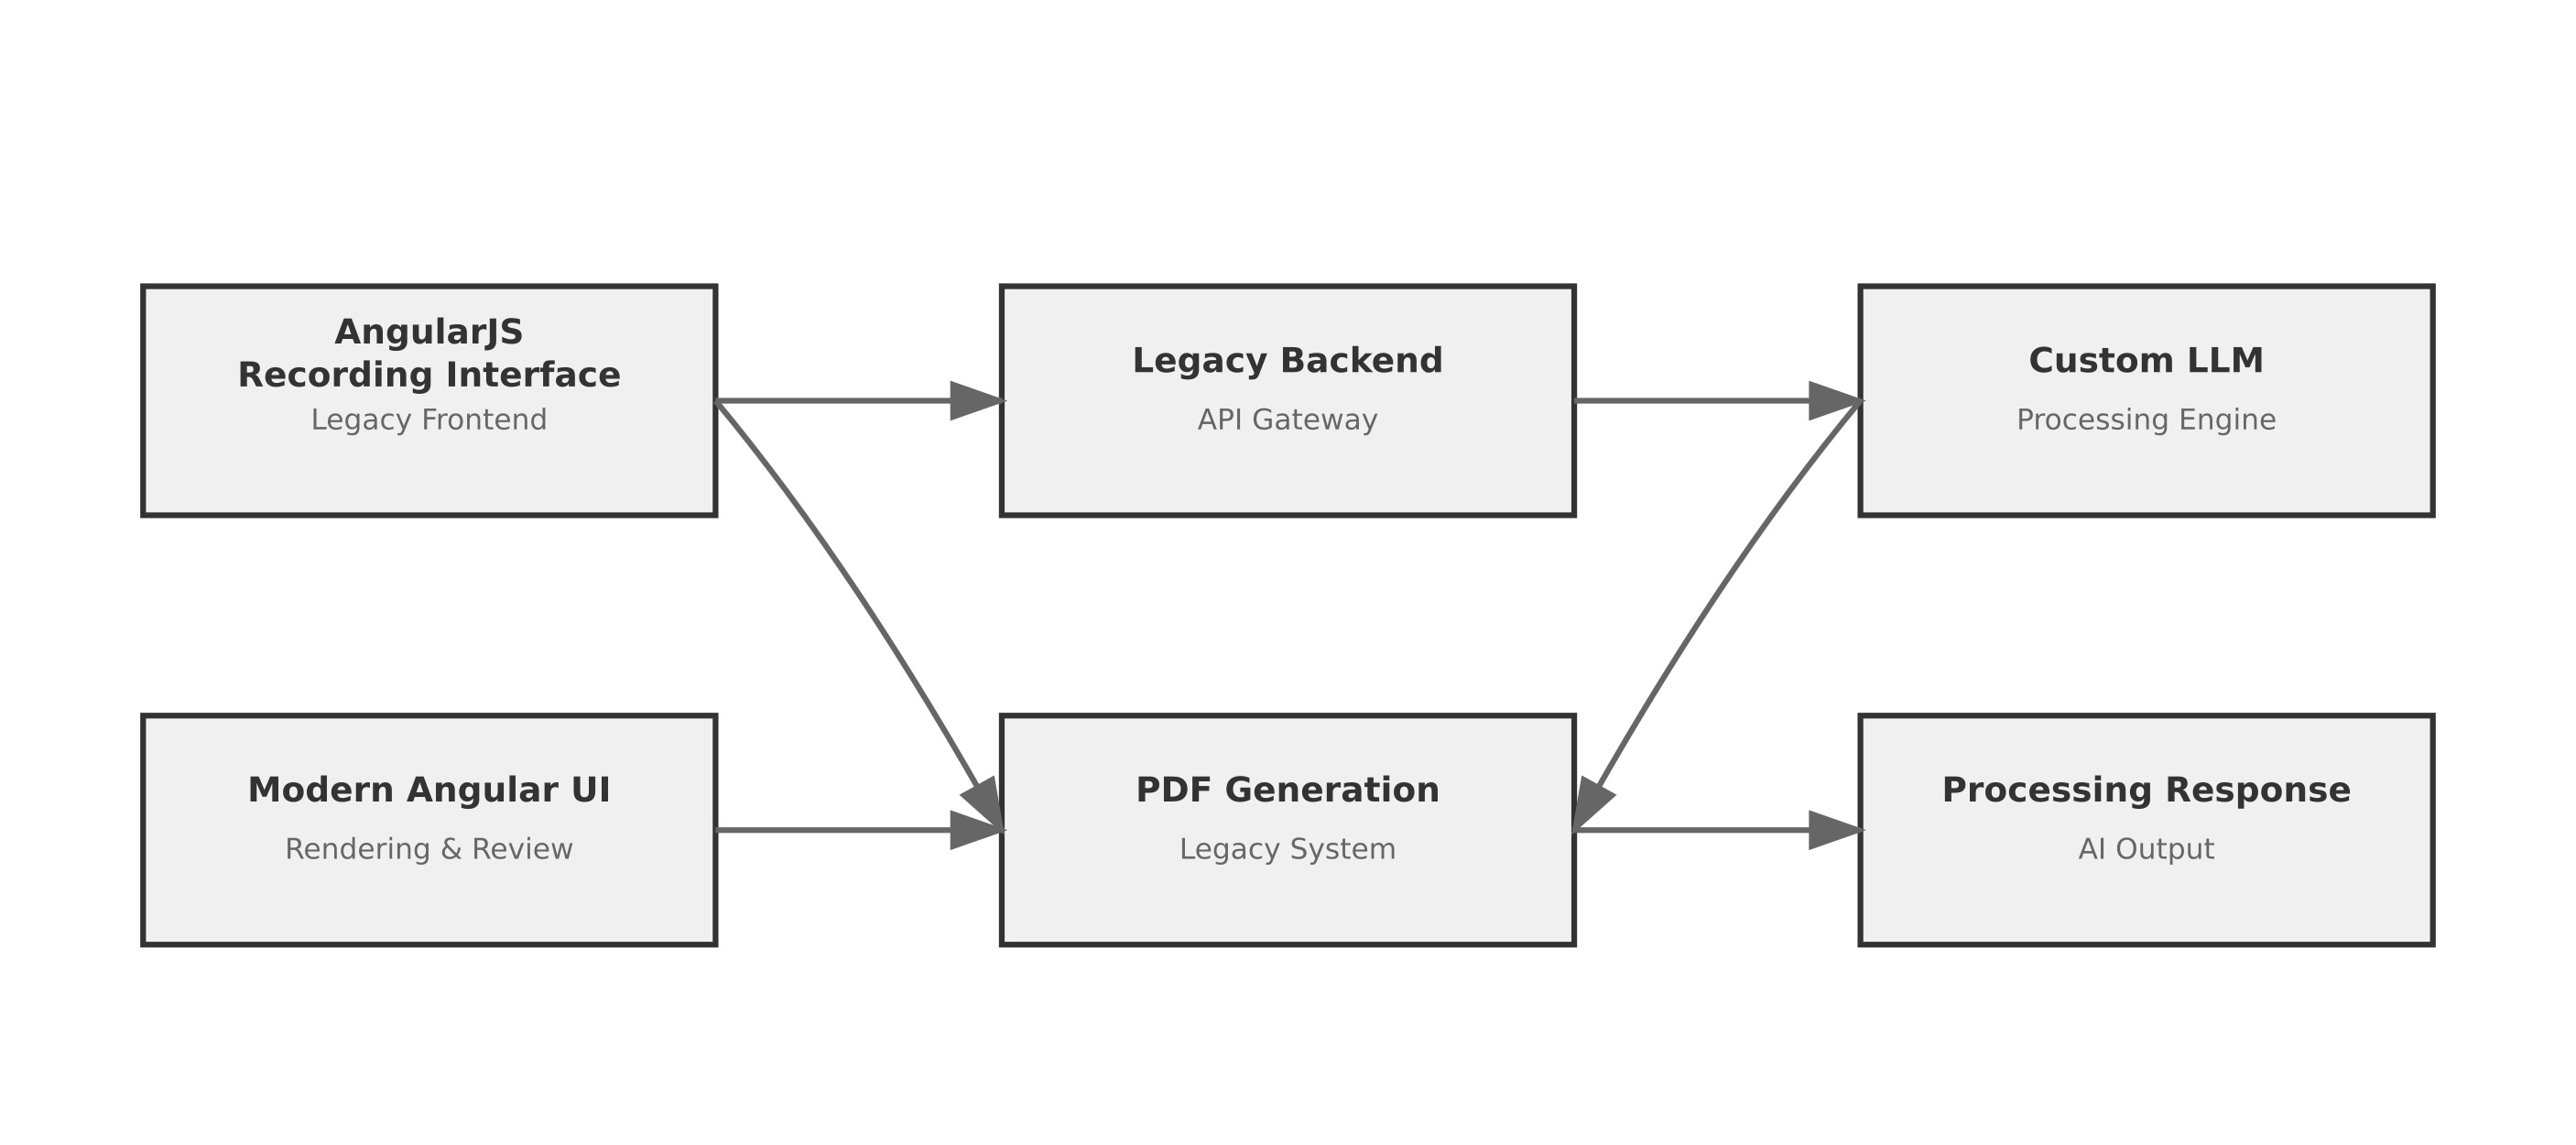 AngularJS
Recording Interface
Legacy Frontend
Legacy Backend
API Gateway
Custom LLM
Processing Engine
Modern Angular UI
Rendering & Review
PDF Generation
Legacy System
Processing Response
AI Output